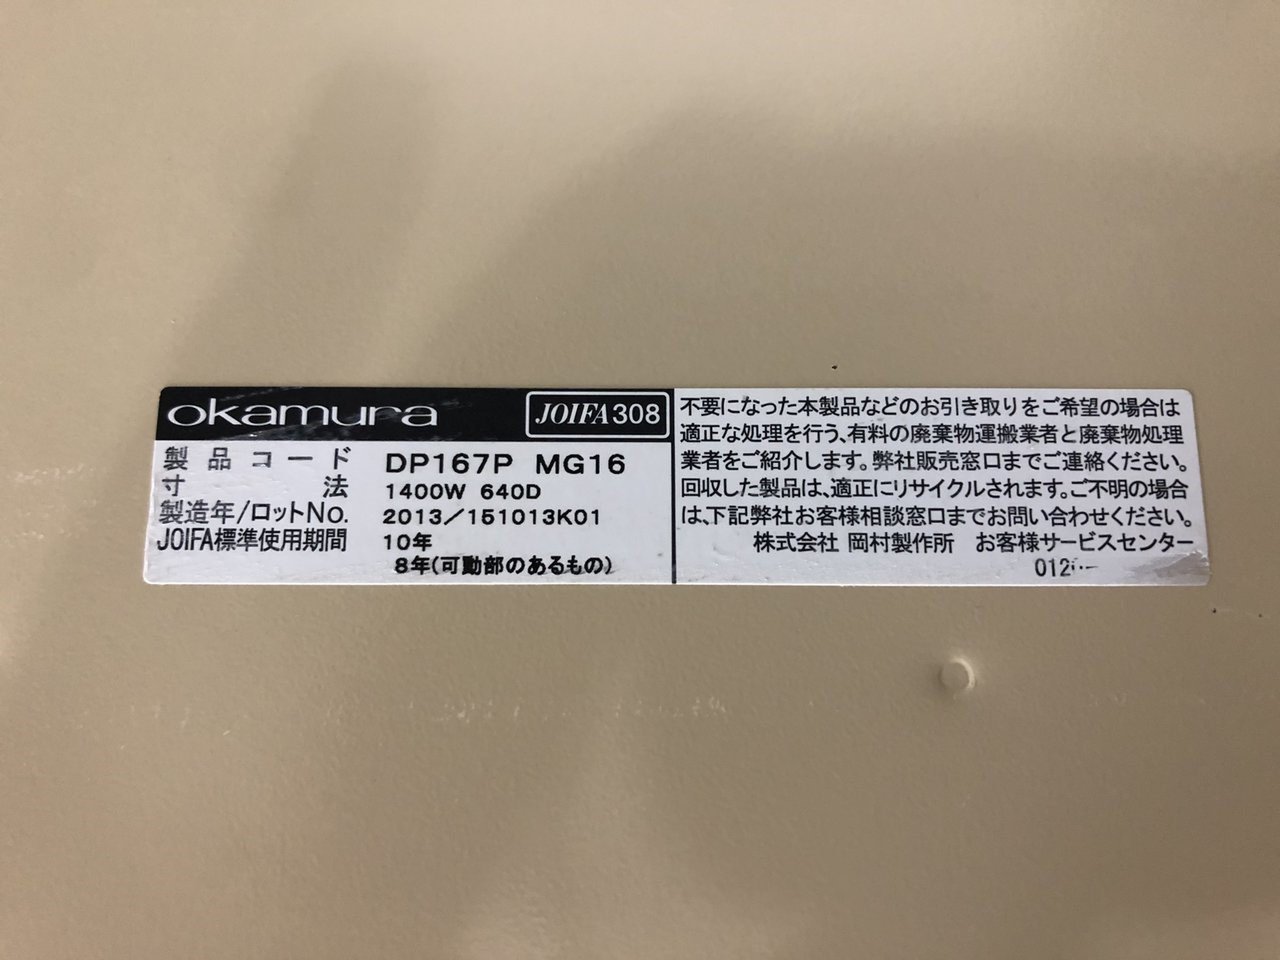 okamura JOIFA308
製品コード DP167P MG16
寸法 1400W 640D
製造年/ロットNo. 2013/151013K01
JOIFA標準使用期間 10年
8年(可動部のあるもの)
不要になった本製品などのお引き取りをご希望の場合は
適正な処理を行う、有料の廃棄物運搬業者と廃棄物処理
業者をご紹介します。弊社販売窓口までご連絡ください。
回収した製品は、適正にリサイクルされます。ご不明の場合
は、下記弊社お客様相談窓口までお問い合わせください。
株式会社 岡村製作所 お客様サービスセンター